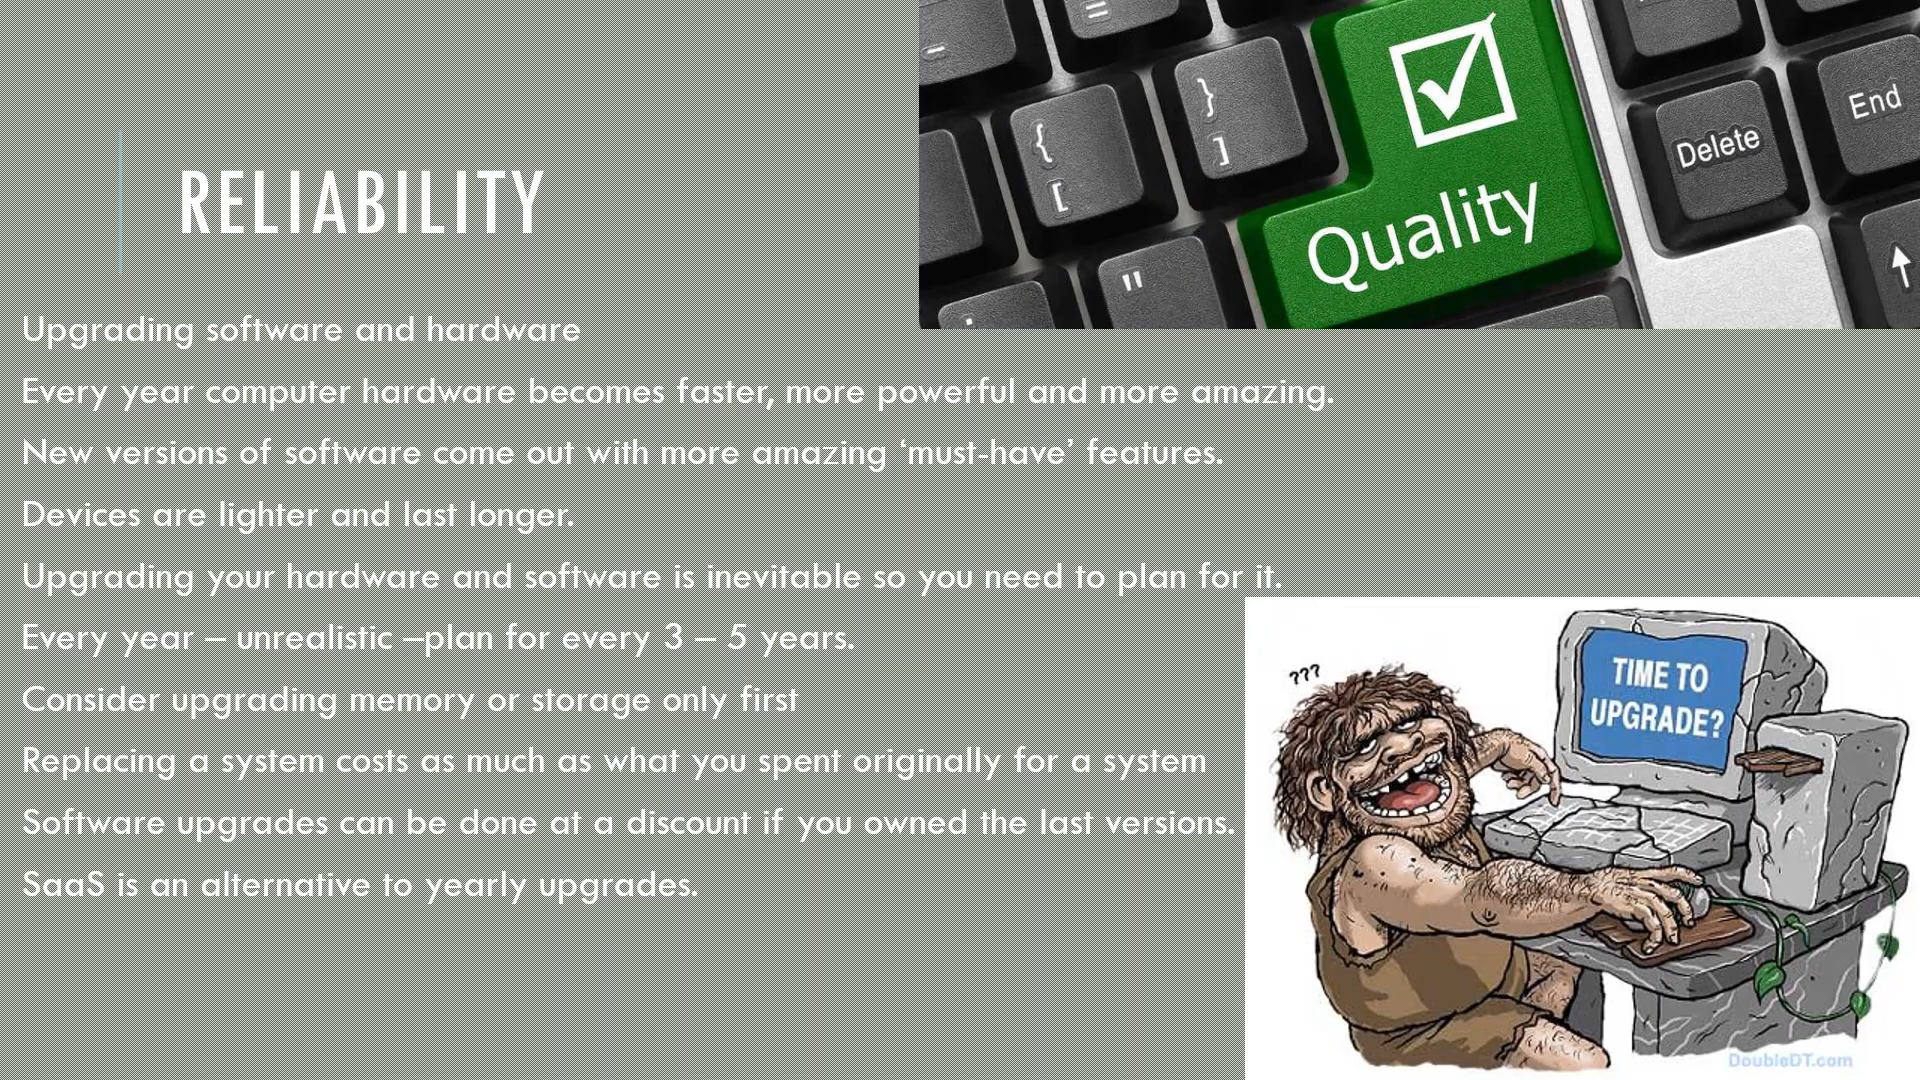 RELIABILITY
Upgrading software and hardware
Every year computer hardware becomes faster, more powerful and more amazing.
New versions of software come out with more amazing ‘must-have’ features.
Devices are lighter and last longer.
Upgrading your hardware and software is inevitable so you need to plan for it.
Every year – unrealistic –plan for every 3 – 5 years.
Consider upgrading memory or storage only first
Replacing a system costs as much as what you spent originally for a system
Software upgrades can be done at a discount if you owned the last versions.
SaaS is an alternative to yearly upgrades.
-
=
{
[
}
]
"
Quality
Delete
End
???
TIME TO
UPGRADE?
DoubleDT.com